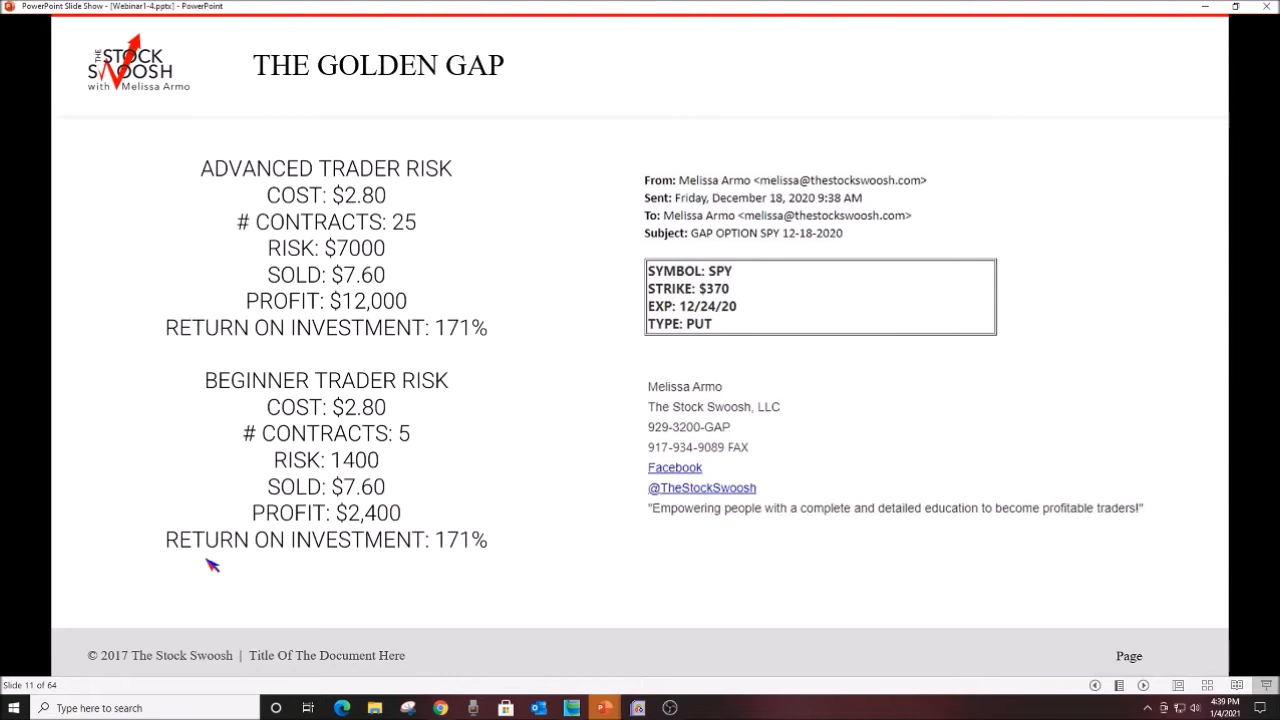 PowerPoint Slide Show - [Webinar1-4.pptx] - PowerPoint
THE STOCK
SWOOSH
with Melissa Armo
THE GOLDEN GAP
ADVANCED TRADER RISK
COST: $2.80
# CONTRACTS: 25
RISK: $7000
SOLD: $7.60
PROFIT: $12,000
RETURN ON INVESTMENT: 171%
BEGINNER TRADER RISK
COST: $2.80
# CONTRACTS: 5
RISK: 1400
SOLD: $7.60
PROFIT: $2,400
RETURN ON INVESTMENT: 171%
From: Melissa Armo <melissa@thestockswoosh.com>
Sent: Friday, December 18, 2020 9:38 AM
To: Melissa Armo <melissa@thestockswoosh.com>
Subject: GAP OPTION SPY 12-18-2020
SYMBOL: SPY
STRIKE: $370
EXP: 12/24/20
TYPE: PUT
Melissa Armo
The Stock Swoosh, LLC
929-3200-GAP
917-934-9089 FAX
Facebook
@TheStockSwoosh
"Empowering people with a complete and detailed education to become profitable traders!"
© 2017 The Stock Swoosh | Title Of The Document Here
Page
Slide 11 of 64
Type here to search
4:39 PM
1/4/2021